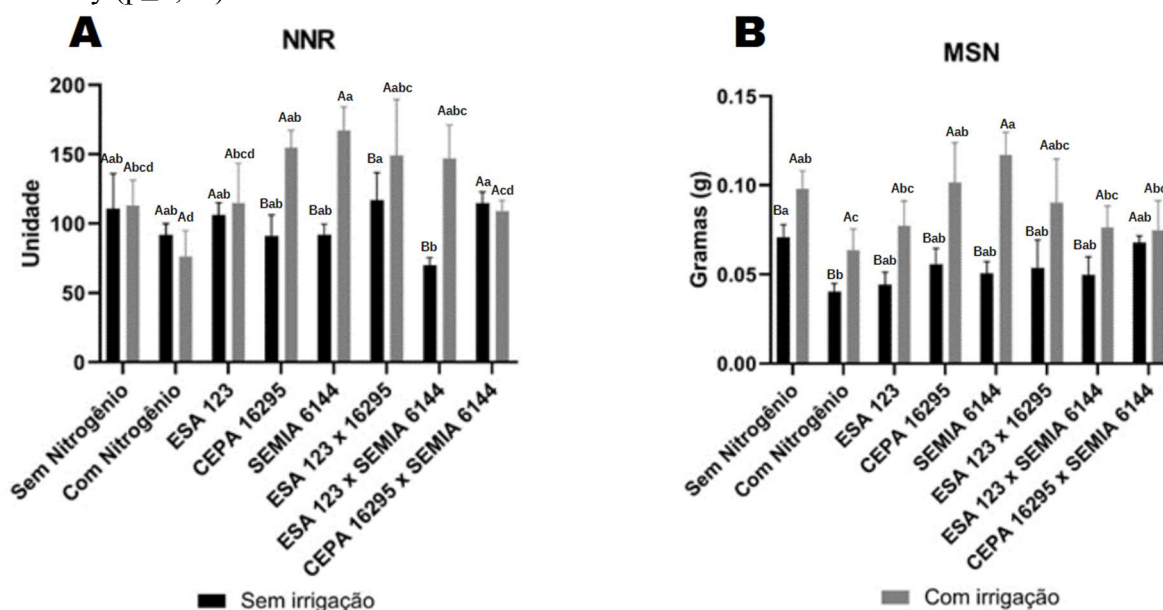 A
NNR
Unidade
200
150
100
50
0
Aab
Abcd
Aab
Ad
Aab
Abcd
Bab
Aab
Bab
Aa
Ba
Aabc
Bb
Aabc
Aa
Acd
Sem Nitrogênio
Com Nitrogênio
ESA 123
CEPA 16295
SEMIA 6144
ESA 123 x 16295
ESA 123 x SEMIA 6144
CEPA 16295 x SEMIA 6144
Sem irrigação
B
MSN
Gramas (g)
0.15
0.10
0.05
0.00
Ba
Aab
Bb
Ac
Bab
Abc
Bab
Aab
Bab
Aa
Bab
Aabc
Bab
Abc
Aab
Abc
Sem Nitrogênio
Com Nitrogênio
ESA 123
CEPA 16295
SEMIA 6144
ESA 123 x 16295
ESA 123 x SEMIA 6144
CEPA 16295 x SEMIA 6144
Com irrigação